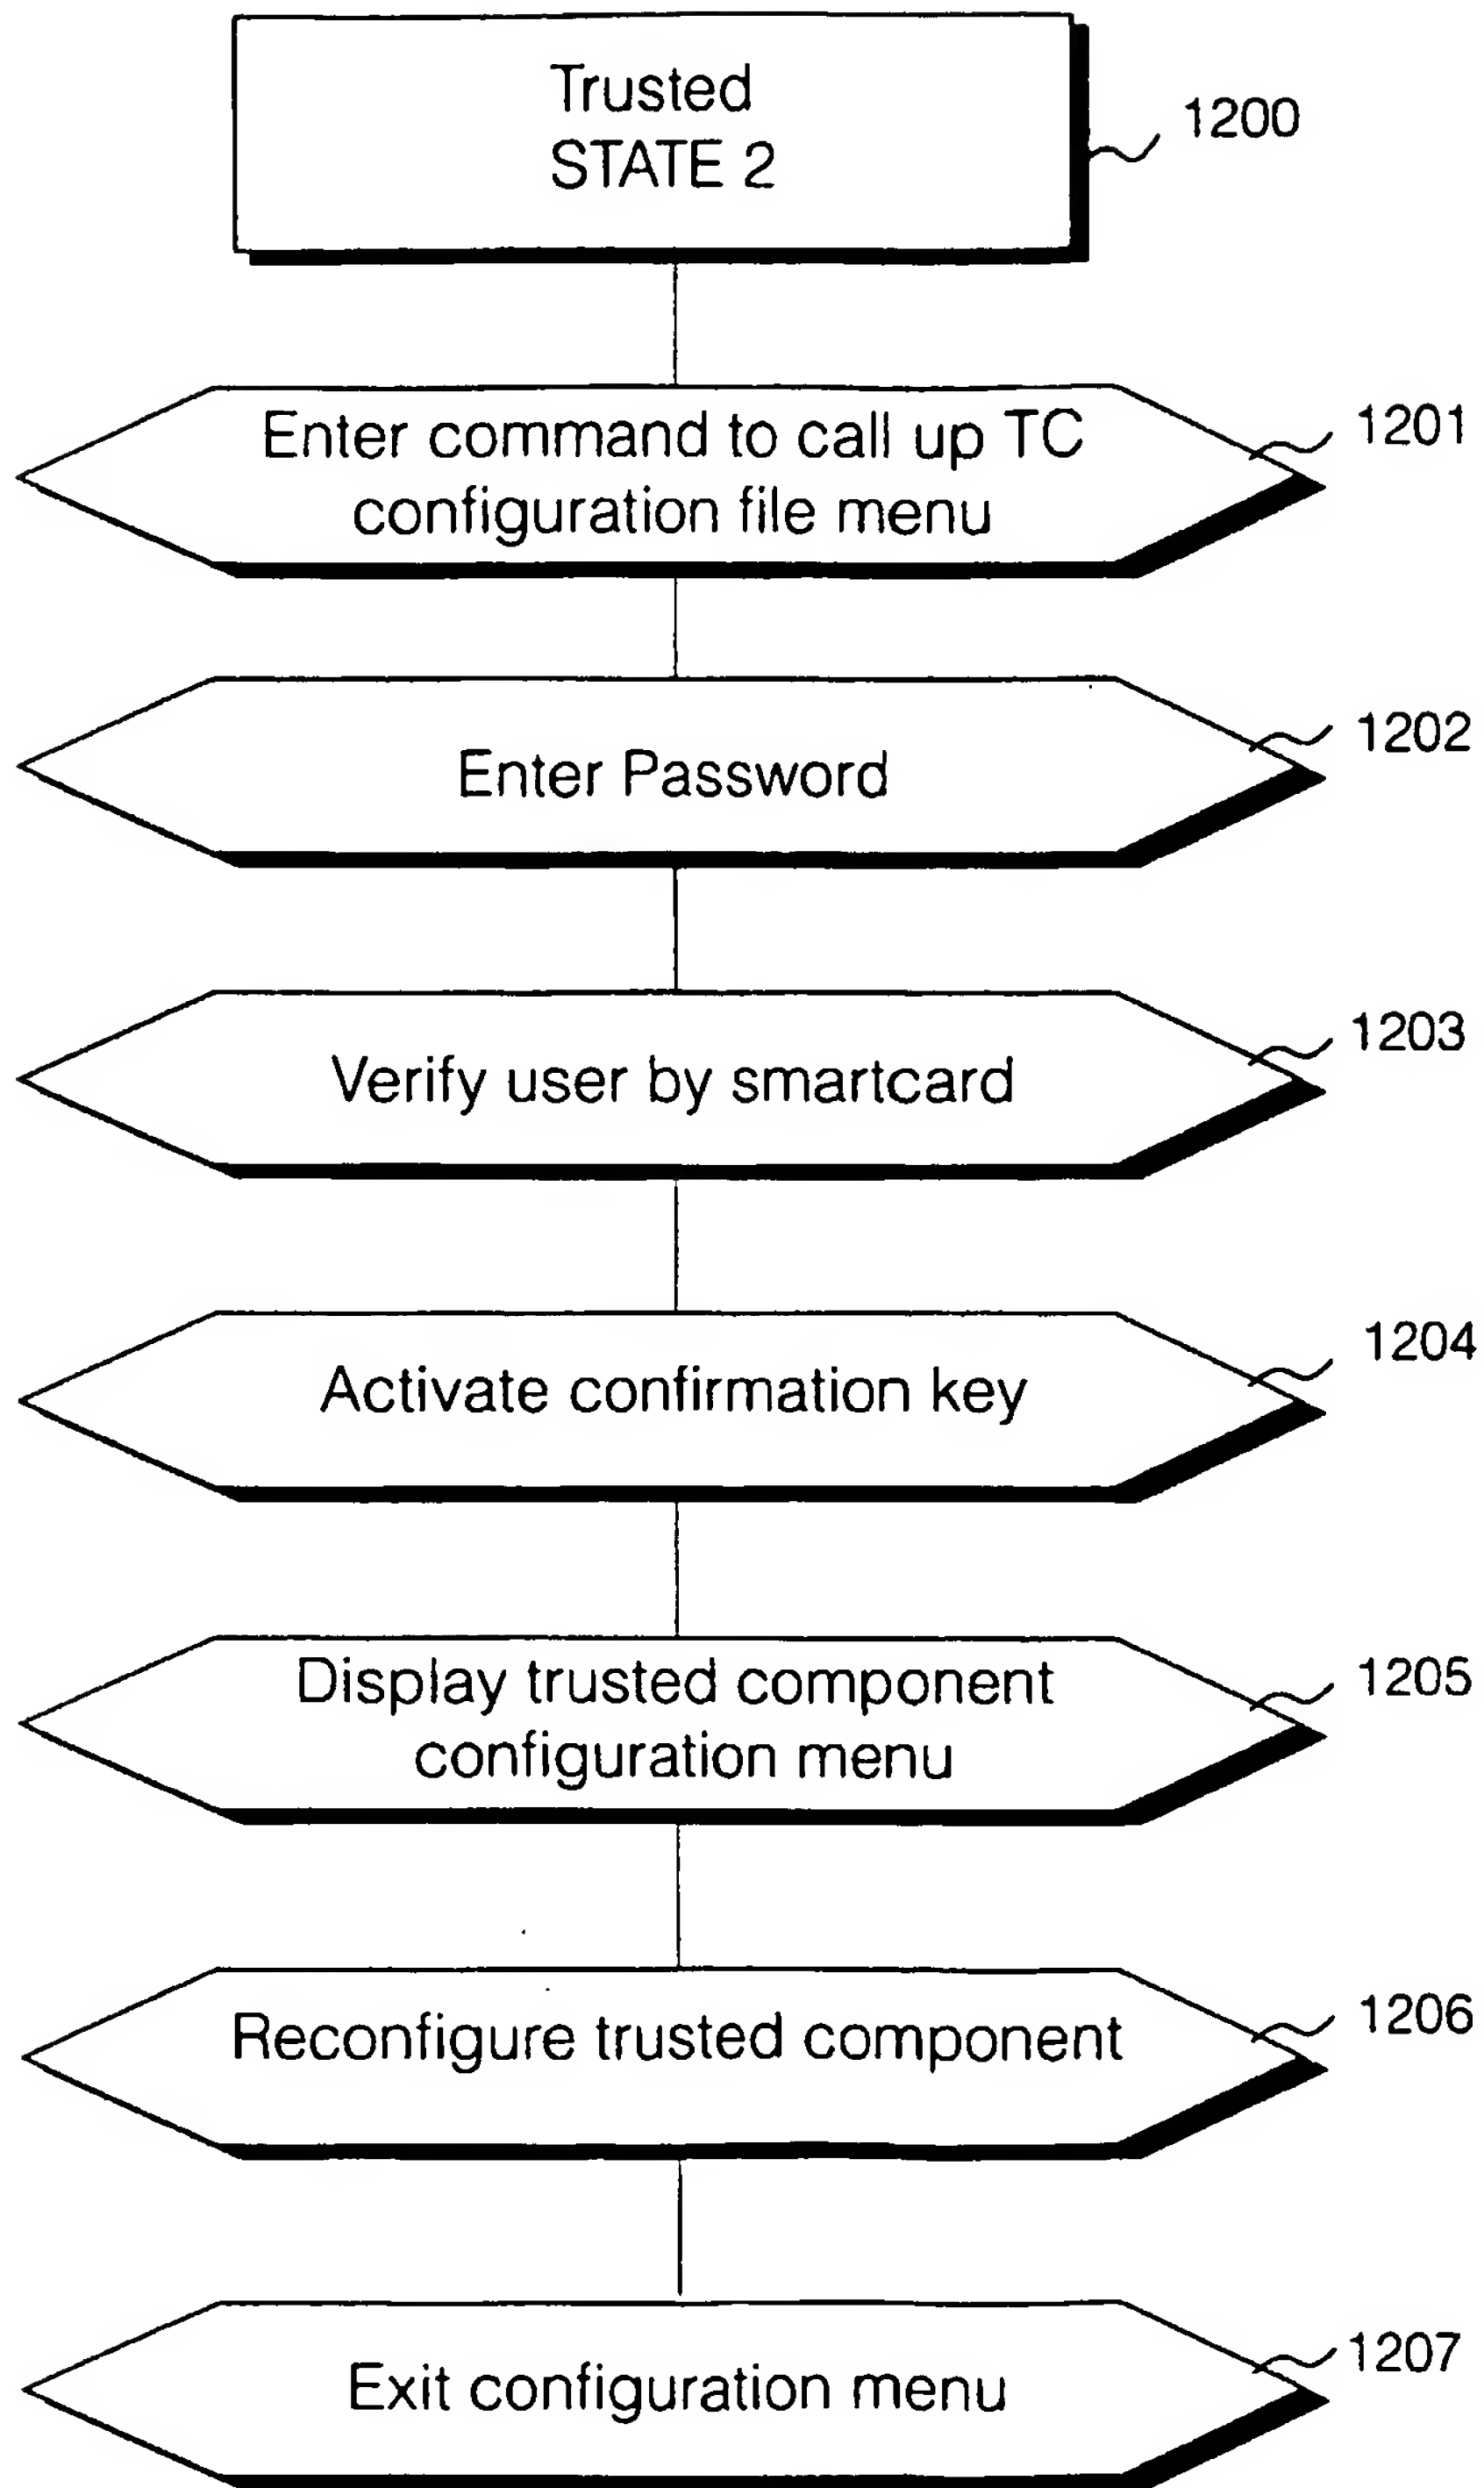 Trusted
STATE 2
1200
Enter command to call up TC
configuration file menu
1201
Enter Password
1202
Verify user by smartcard
1203
Activate confirmation key
1204
Display trusted component
configuration menu
1205
Reconfigure trusted component
1206
Exit configuration menu
1207